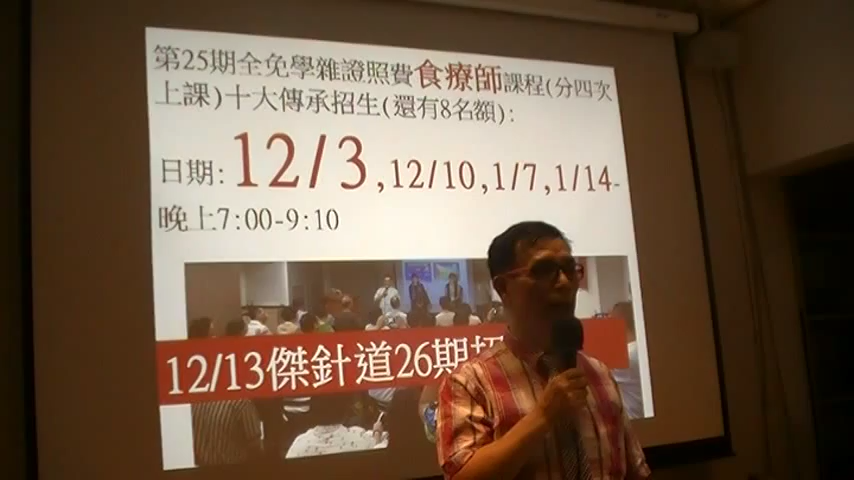 第25期全免學雜證照費食療師課程(分四次
上課)十大傳承招生(還有8名額):
日期:12/3,12/10,1/7,1/14-
晚上7:00-9:10
12/13傑針道26期招